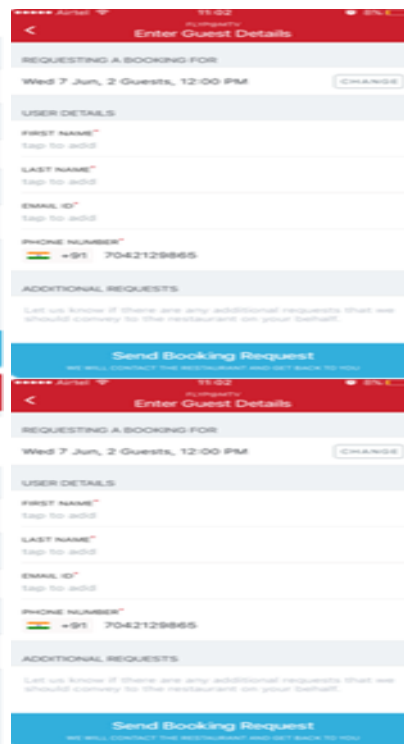 Airtel 11:02 8%
FLYP@MTV
Enter Guest Details
REQUESTING A BOOKING FOR
Wed 7 Jun, 2 Guests, 12:00 PM CHANGE
USER DETAILS
FIRST NAME*
tap to add
LAST NAME*
tap to add
EMAIL ID*
tap to add
PHONE NUMBER*
+91 7042129865
ADDITIONAL REQUESTS
Let us know if there are any additional requests that we
should convey to the restaurant on your behalf.
Send Booking Request
WE WILL CONTACT THE RESTAURANT AND GET BACK TO YOU
Airtel 11:02 8%
FLYP@MTV
Enter Guest Details
REQUESTING A BOOKING FOR
Wed 7 Jun, 2 Guests, 12:00 PM CHANGE
USER DETAILS
FIRST NAME*
tap to add
LAST NAME*
tap to add
EMAIL ID*
tap to add
PHONE NUMBER*
+91 7042129865
ADDITIONAL REQUESTS
Let us know if there are any additional requests that we
should convey to the restaurant on your behalf.
Send Booking Request
WE WILL CONTACT THE RESTAURANT AND GET BACK TO YOU